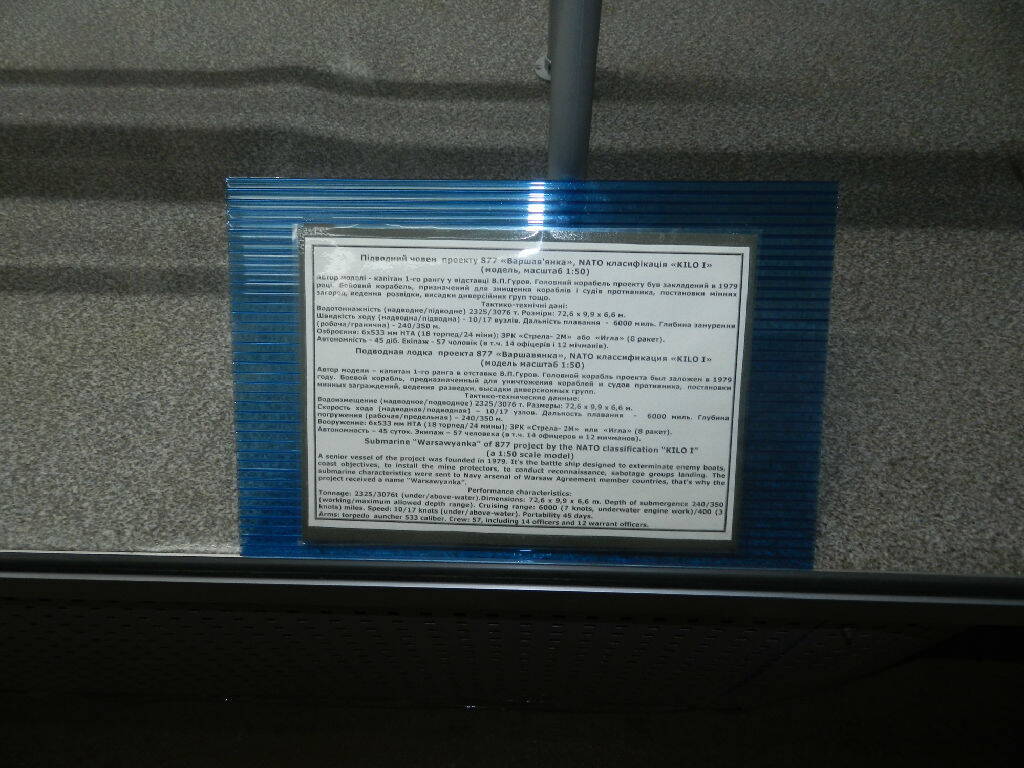 Підводний човен проекту 877 «Варшав'янка», NATO класифікація «KILO I»
(модель, масштаб 1:50)
Автор моделі - капітан 1-го рангу у відставці В.П.Гуров. Головний корабель проекту був закладений в 1979
році. Бойовий корабель, призначений для знищення кораблів і судів противника, постановки мінних
загород, ведення розвідки, висадки диверсійних груп тощо.
Тактико-технічні дані:
Водотоннажність (надводне/підводне) 2325/3076 т. Розміри: 72,6 х 9,9 х 6,6 м.
Швидкість ходу (надводна/підводна) - 10/17 вузлів. Дальність плавання - 6000 миль. Глибина занурення
(робоча/гранична) - 240/350 м.
Озброєння: 6х533 мм НТА (18 торпед/24 міни); ЗРК «Стрела- 2М» або «Игла» (8 ракет).
Автономність - 45 діб. Екіпаж - 57 чоловік (в т.ч. 14 офіцерів і 12 мічманів).
Подводная лодка проекта 877 «Варшавянка», NATO классификация «KILO I»
(модель масштаб 1:50)
Автор модели – капитан 1-го ранга в отставке В.П.Гуров. Головной корабль проекта был заложен в 1979
году. Боевой корабль, предназначенный для уничтожения кораблей и судов противника, постановки
минных заграждений, ведения разведки, высадки диверсионных групп.
Тактико-технические данные:
Водоизмещение (надводное/подводное) 2325/3076 т. Размеры: 72,6 х 9,9 х 6,6 м.
Скорость хода (надводная/подводная) – 10/17 узлов. Дальность плавания - 6000 миль. Глубина
погружения (рабочая/предельная) – 240/350 м.
Вооружение: 6х533 мм НТА (18 торпед/24 мины); ЗРК «Стрела- 2М» или «Игла» (8 ракет).
Автономность – 45 суток. Экипаж – 57 человека (в т.ч. 14 офицеров и 12 мичманов).
Submarine "Warsawyanka" of 877 project by the NATO classification "KILO I"
(a 1:50 scale model)
A senior vessel of the project was founded in 1979. It's the battle ship designed to exterminate enemy boats,
coast objectives, to install the mine protectors, to conduct reconnaissance, sabotage groups landing. The
submarine characteristics were sent to Navy arsenal of Warsaw Agreement member countries, that's why the
project received a name "Warsawyanka".
Performance characteristics:
Tonnage: 2325/3076t (under/above-water).Dimensions: 72,6 x 9,9 x 6,6 m. Depth of submergence 240/350
(working/maximum allowed depth range). Cruising range: 6000 (7 knots, underwater engine work)/400 (3
knots) miles. Speed: 10/17 knots (under/above-water). Portability 45 days.
Arms: torpedo auncher 533 caliber. Crew: 57, including 14 officers and 12 warrant officers.